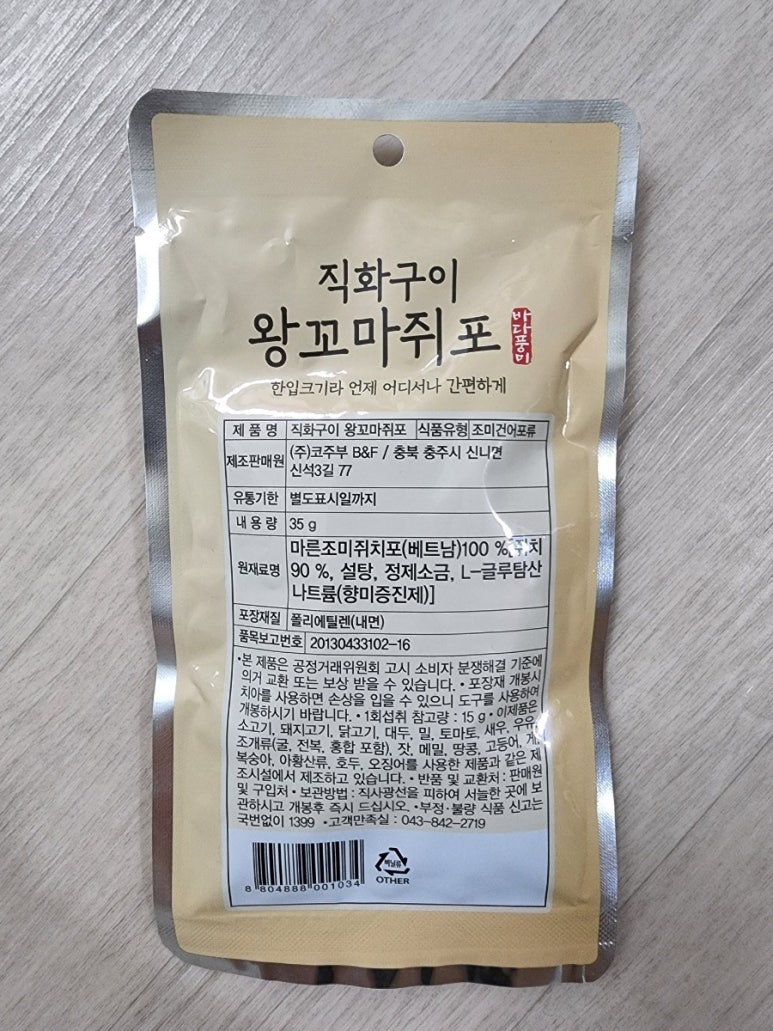 직화구이
왕꼬마쥐포
바다풍미
한입크기라 언제 어디서나 간편하게
제 품 명 직화구이 왕꼬마쥐포 식품유형 조미건어포류
제조판매원 (주)코주부 B&F / 충북 충주시 신니면
신석3길 77
유통기한 별도표시일까지
내 용 량 35 g
원재료명 마른조미쥐치포(베트남)100 %[쥐치
90 %, 설탕, 정제소금, L-글루탐산
나트륨(향미증진제)]
포장재질 폴리에틸렌(내면)
품목보고번호 20130433102-16
•본 제품은 공정거래위원회 고시 소비자 분쟁해결 기준에
의거 교환 또는 보상 받을 수 있습니다. • 포장재 개봉시
치아를 사용하면 손상을 입을 수 있으니 도구를 사용하여
개봉하시기 바랍니다. • 1회섭취 참고량 : 15 g • 이제품은
소고기, 돼지고기, 닭고기, 대두, 밀, 토마토, 새우, 우유,
조개류(굴, 전복, 홍합 포함), 잣, 메밀, 땅콩, 고등어, 게,
복숭아, 아황산류, 호두, 오징어를 사용한 제품과 같은 제
조시설에서 제조하고 있습니다. • 반품 및 교환처 : 판매원
및 구입처 • 보관방법 : 직사광선을 피하여 서늘한 곳에 보
관하시고 개봉후 즉시 드십시오. •부정·불량 식품 신고는
국번없이 1399 •고객만족실 : 043-842-2719
8 804888 001034
비닐류
OTHER